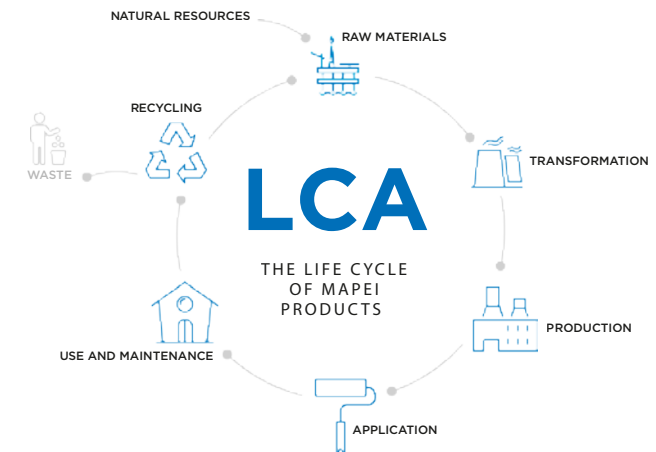 NATURAL RESOURCES
RAW MATERIALS
RECYCLING
TRANSFORMATION
WASTE
LCA
THE LIFE CYCLE
OF MAPEI
PRODUCTS
PRODUCTION
USE AND MAINTENANCE
APPLICATION